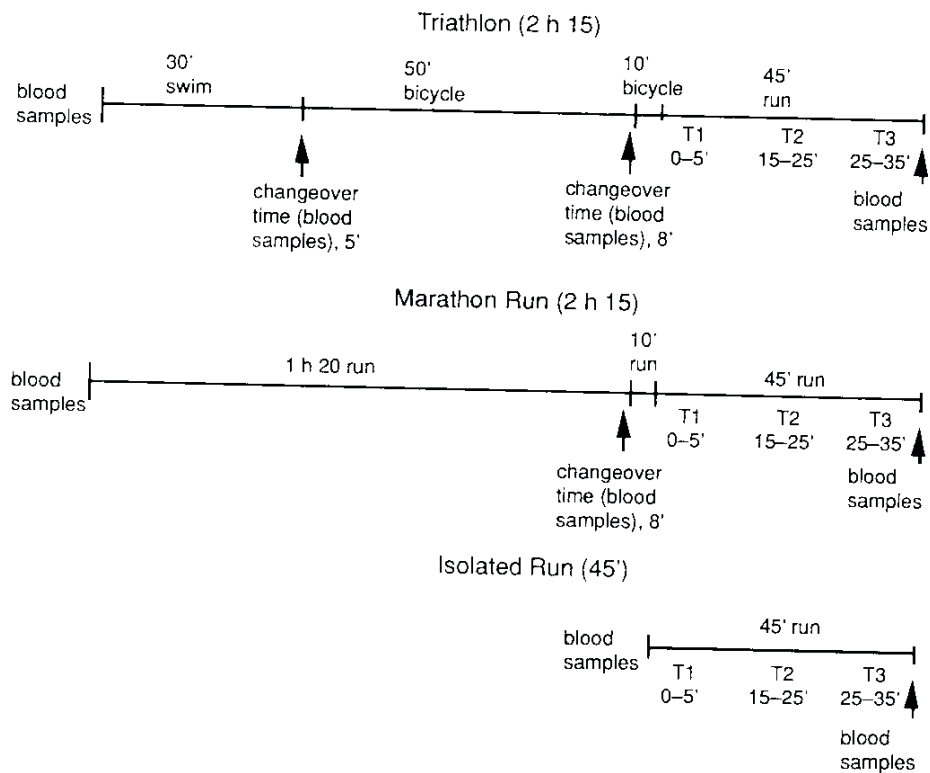 Triathlon (2 h 15)
30'
swim
50'
bicycle
10'
bicycle
45'
run
blood
samples
T1
0–5'
T2
15–25'
T3
25–35'
changeover
time (blood
samples), 5'
changeover
time (blood
samples), 8'
blood
samples
Marathon Run (2 h 15)
1 h 20 run
10'
run
45' run
blood
samples
T1
0–5'
T2
15–25'
T3
25–35'
changeover
time (blood
samples), 8'
blood
samples
Isolated Run (45')
blood
samples
45' run
T1
0–5'
T2
15–25'
T3
25–35'
blood
samples